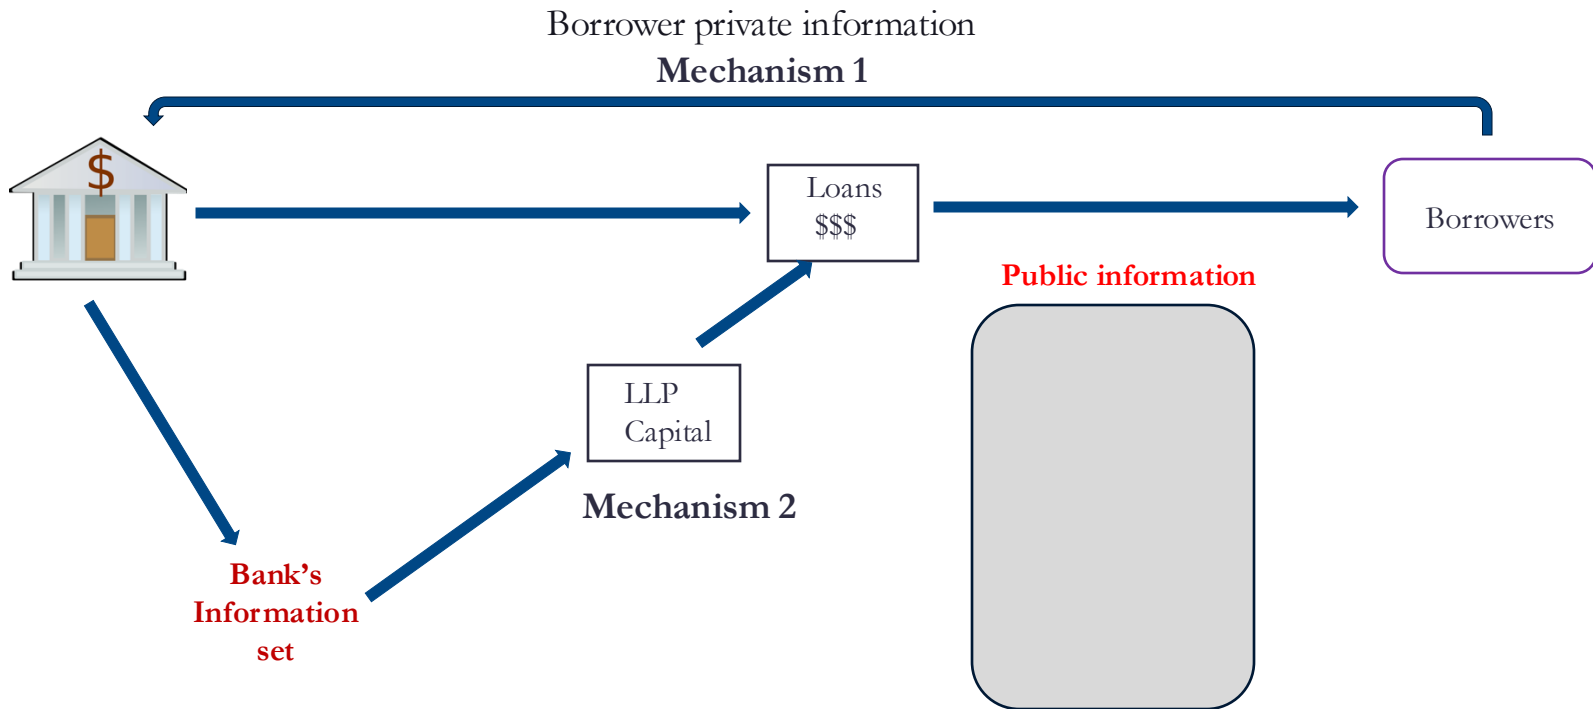 Borrower private information
Mechanism 1
$
Loans
$$$
Borrowers
Public information
LLP
Capital
Mechanism 2
Bank’s
Information
set